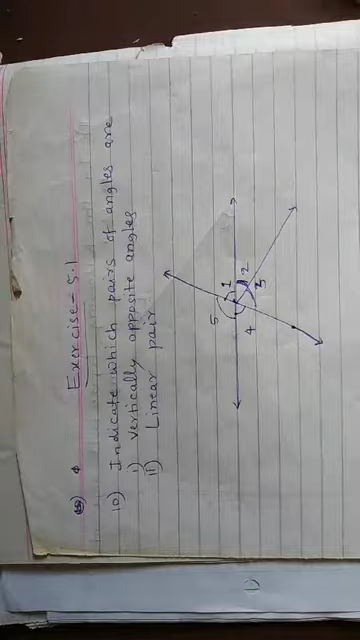 Exercise - 5.1
10) Indicate which pairs of angles are
i) vertically opposite angles
ii) Linear pair
5
1
2
4
3